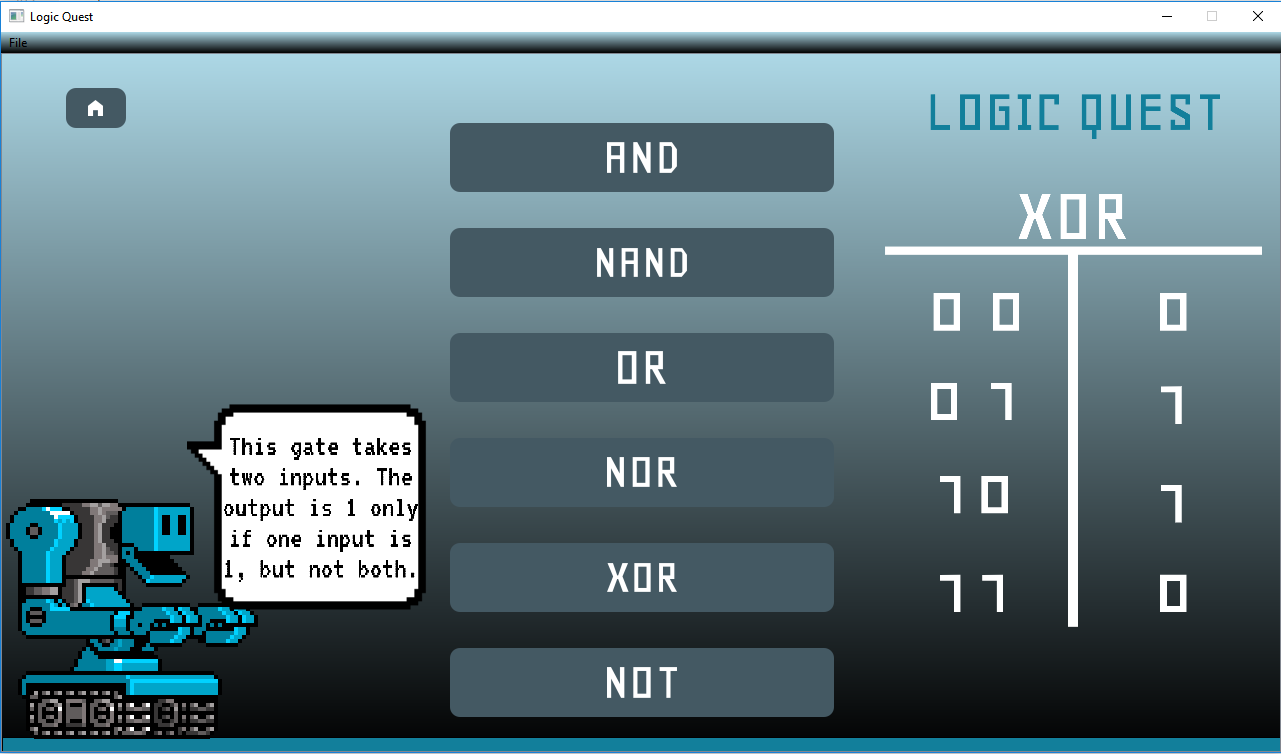 Logic Quest
File
LOGIC QUEST
AND
NAND
OR
NOR
XOR
NOT
This gate takes
two inputs. The
output is 1 only
if one input is
1, but not both.
XOR
0 0 0
0 1 1
1 0 1
1 1 0